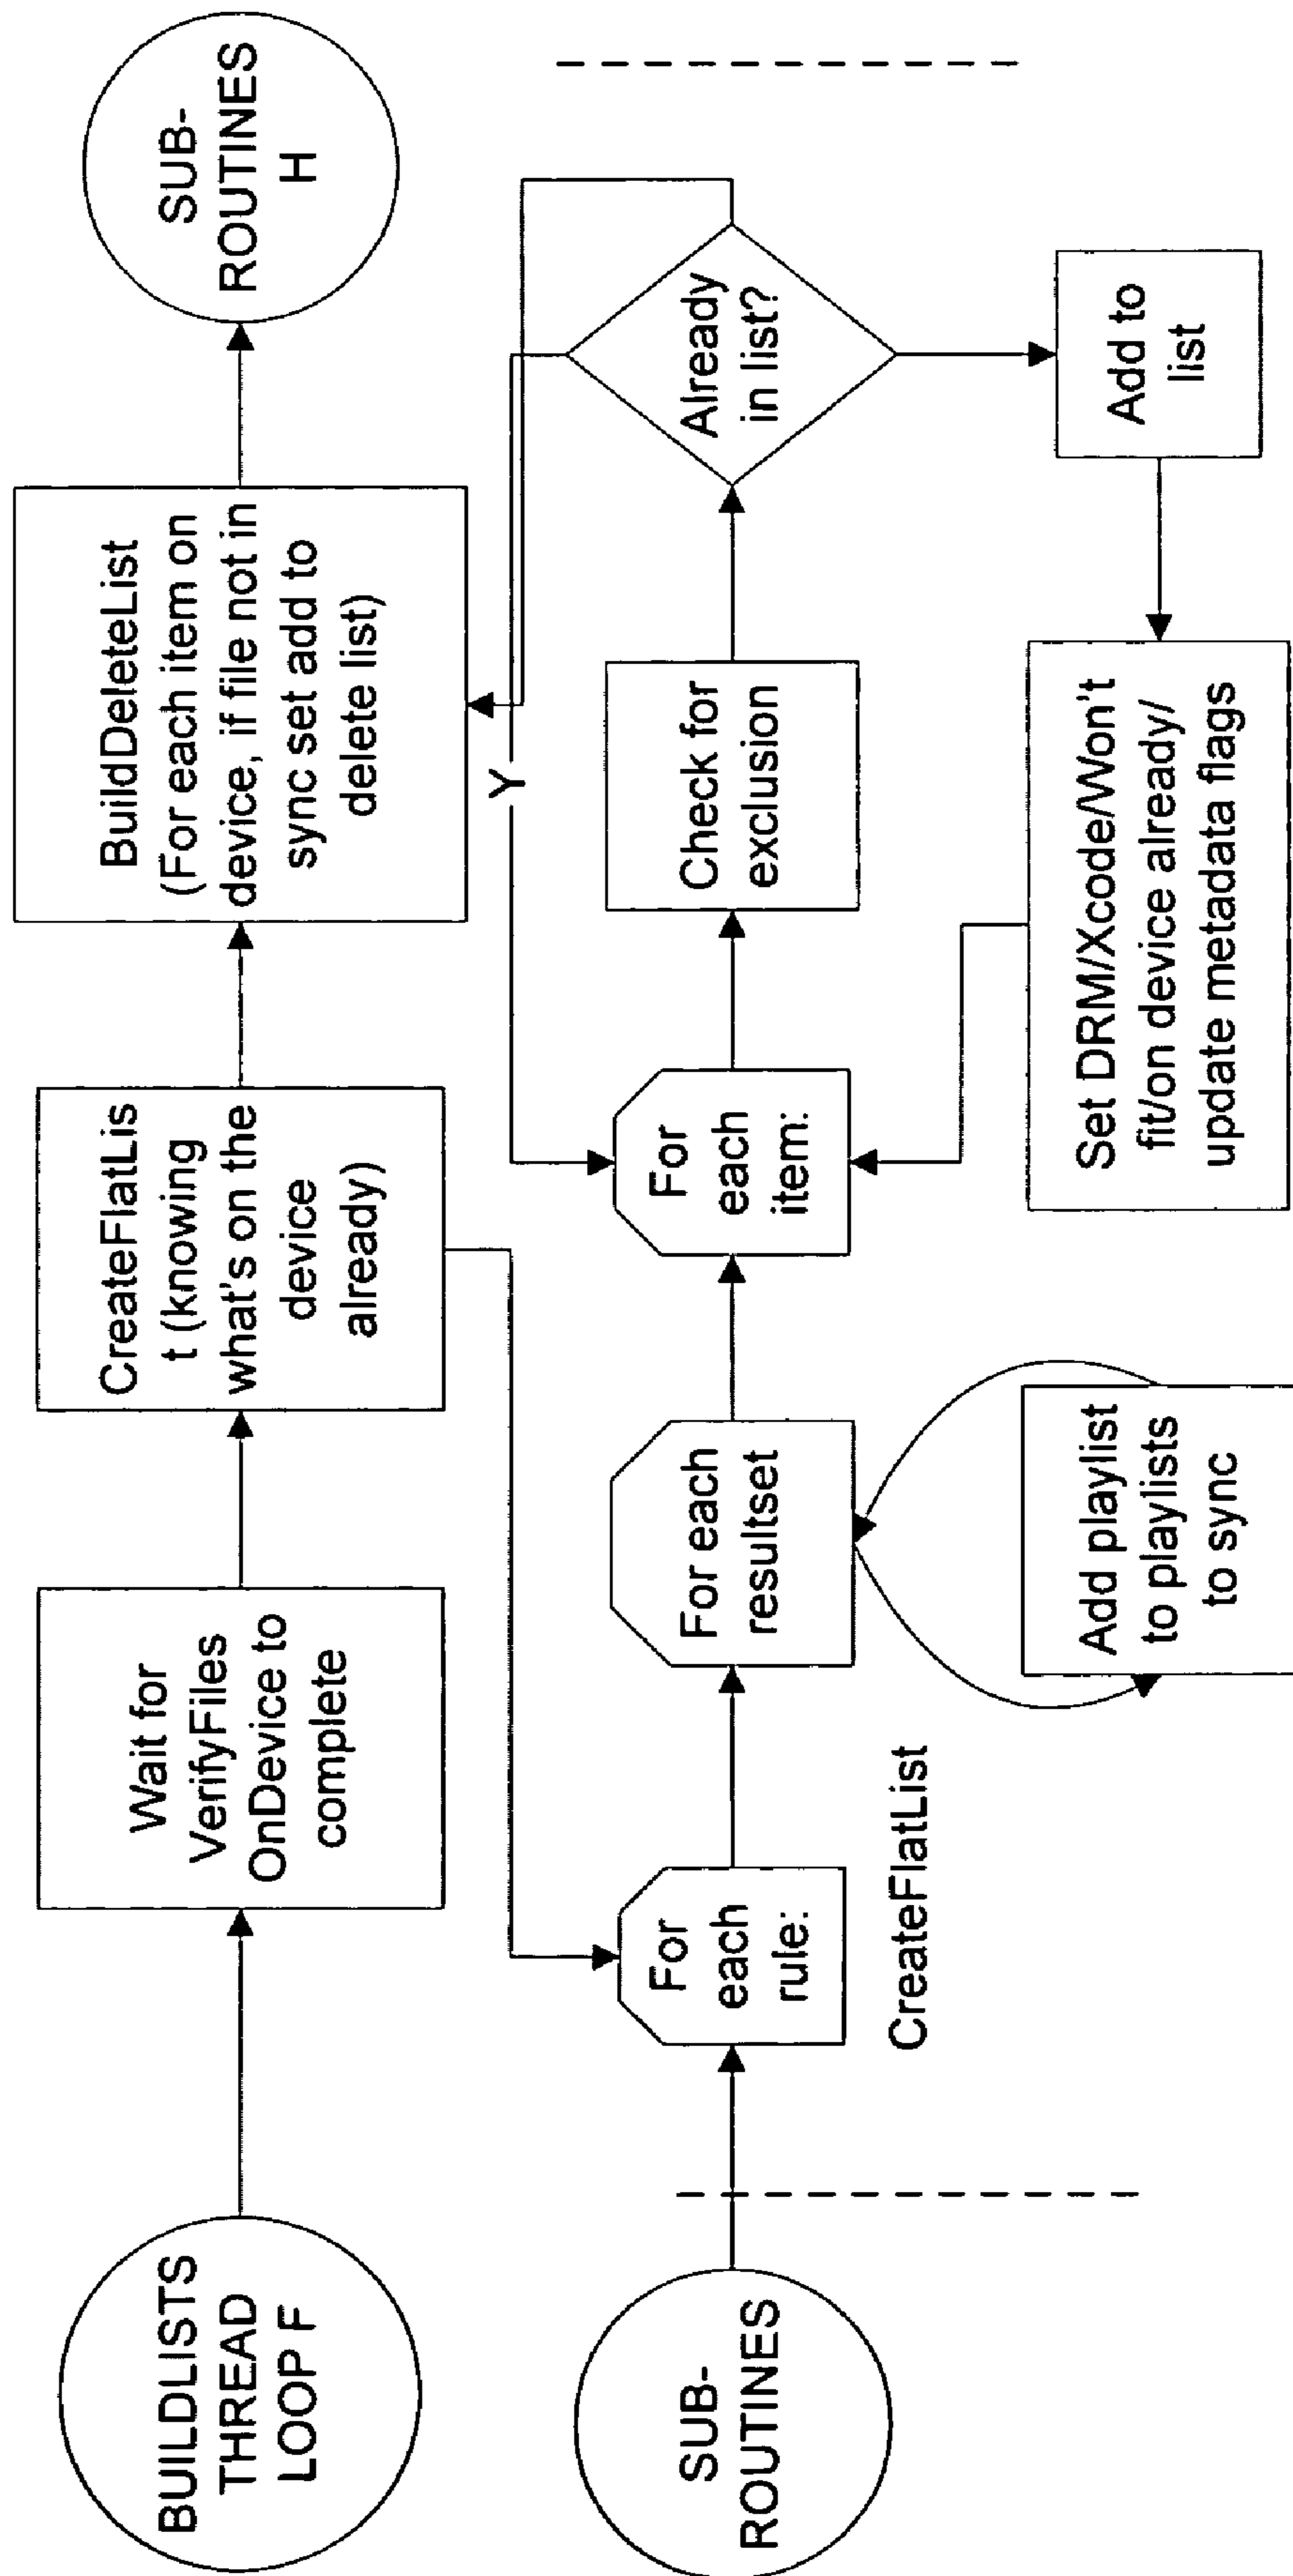 BUILDLISTS
THREAD
LOOP F
Wait for
VerifyFiles
OnDevice to
complete
CreateFlatLis
t (knowing
what's on the
device
already)
BuildDeleteList
(For each item on
device, if file not in
sync set add to
delete list)
SUB-
ROUTINES
H
Y
SUB-
ROUTINES
For
each
rule:
CreateFlatList
For each
resultset
Add playlist
to playlists
to sync
For
each
item:
Check for
exclusion
Already
in list?
Add to
list
Set DRM/Xcode/Won't
fit/on device already/
update metadata flags